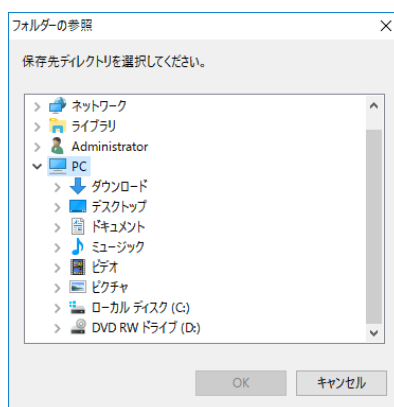 フォルダーの参照
保存先ディレクトリを選択してください。
ネットワーク
ライブラリ
Administrator
PC
ダウンロード
デスクトップ
ドキュメント
ミュージック
ビデオ
ピクチャ
ローカル ディスク (C:)
DVD RW ドライブ (D:)
OK
キャンセル